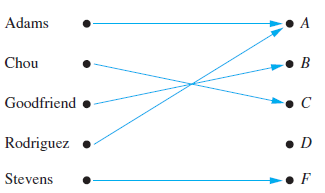 Adams A
Chou B
Goodfriend C
Rodriguez D
Stevens F